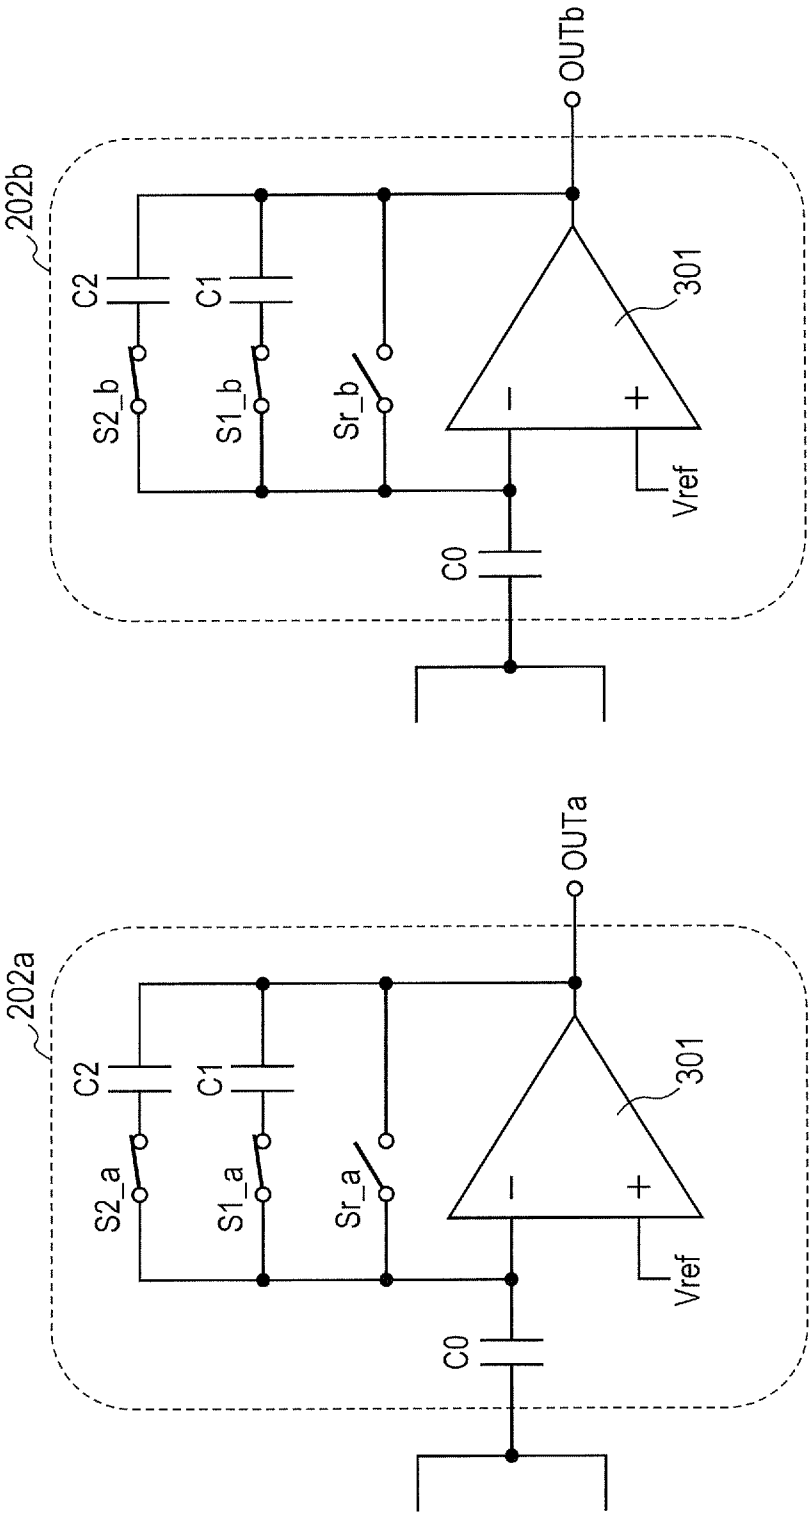 202a
S2_a
C2
S1_a
C1
Sr_a
C0
−
+
Vref
301
OUTa
202b
S2_b
C2
S1_b
C1
Sr_b
C0
−
+
Vref
301
OUTb